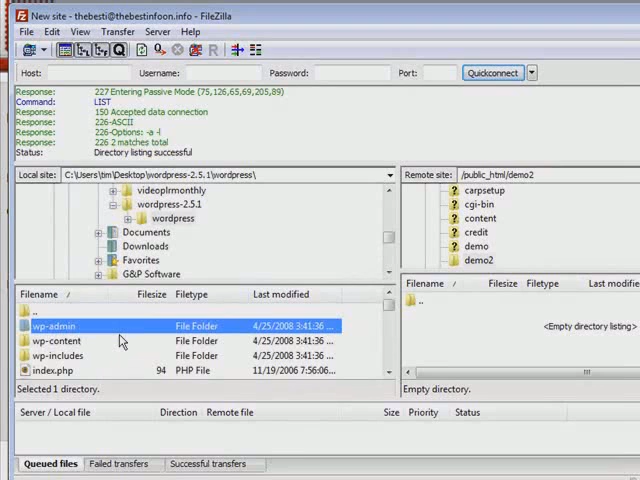 New site - thebesti@thebestinfoon.info - FileZilla
File Edit View Transfer Server Help
Host: Username: Password: Port: Quickconnect
Response: 227 Entering Passive Mode (75,126,65,69,205,89)
Command: LIST
Response: 150 Accepted data connection
Response: 226-ASCII
Response: 226-Options: -a -l
Response: 226 2 matches total
Status: Directory listing successful
Local site: C:\Users\tim\Desktop\wordpress-2.5.1\wordpress\
Remote site: /public_html/demo2
videoplrmonthly
wordpress-2.5.1
wordpress
Documents
Downloads
Favorites
G&P Software
carpsetup
cgi-bin
content
credit
demo
demo2
Filename / Filesize Filetype Last modified
..
wp-admin File Folder 4/25/2008 3:41:36 ...
wp-content File Folder 4/25/2008 3:41:36 ...
wp-includes File Folder 4/25/2008 3:41:36 ...
index.php 94 PHP File 11/19/2006 7:56:06...
Selected 1 directory.
Filename / Filesize Filetype Last modified
..
<Empty directory listing>
Empty directory.
Server / Local file Direction Remote file Size Priority Status
Queued files Failed transfers Successful transfers